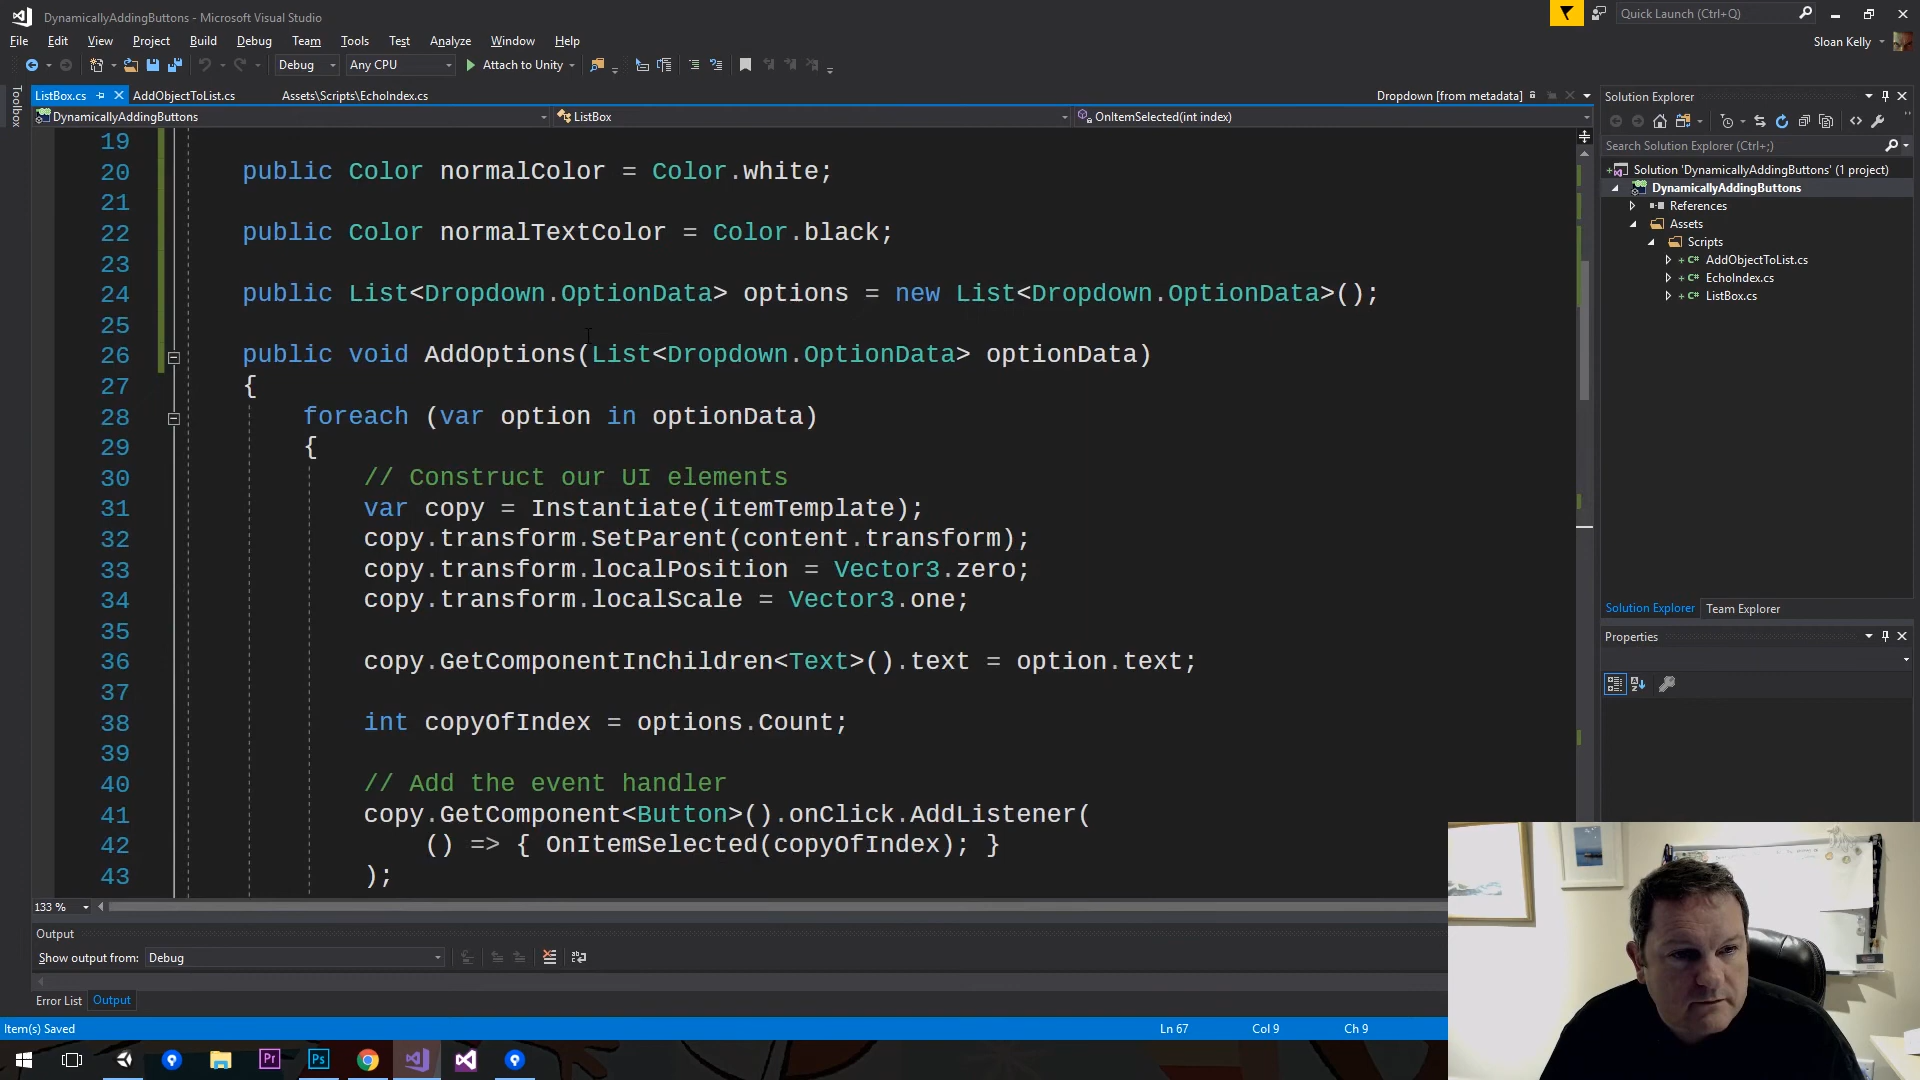 DynamicallyAddingButtons - Microsoft Visual Studio
Quick Launch (Ctrl+Q)
File Edit View Project Build Debug Team Tools Test Analyze Window Help
Sloan Kelly
Debug Any CPU Attach to Unity
Toolbox
ListBox.cs AddObjectToList.cs Assets\Scripts\EchoIndex.cs Dropdown [from metadata]
DynamicallyAddingButtons ListBox OnItemSelected(int index)
19
20 public Color normalColor = Color.white;
21
22 public Color normalTextColor = Color.black;
23
24 public List<Dropdown.OptionData> options = new List<Dropdown.OptionData>();
25
26 public void AddOptions(List<Dropdown.OptionData> optionData)
27 {
28 foreach (var option in optionData)
29 {
30 // Construct our UI elements
31 var copy = Instantiate(itemTemplate);
32 copy.transform.SetParent(content.transform);
33 copy.transform.localPosition = Vector3.zero;
34 copy.transform.localScale = Vector3.one;
35
36 copy.GetComponentInChildren<Text>().text = option.text;
37
38 int copyOfIndex = options.Count;
39
40 // Add the event handler
41 copy.GetComponent<Button>().onClick.AddListener(
42 () => { OnItemSelected(copyOfIndex); }
43 );
133 %
Output
Show output from: Debug
Error List Output
Item(s) Saved Ln 67 Col 9 Ch 9
Solution Explorer
Search Solution Explorer (Ctrl+;)
Solution 'DynamicallyAddingButtons' (1 project)
DynamicallyAddingButtons
References
Assets
Scripts
C# AddObjectToList.cs
C# EchoIndex.cs
C# ListBox.cs
Solution Explorer Team Explorer
Properties
Pr Ps